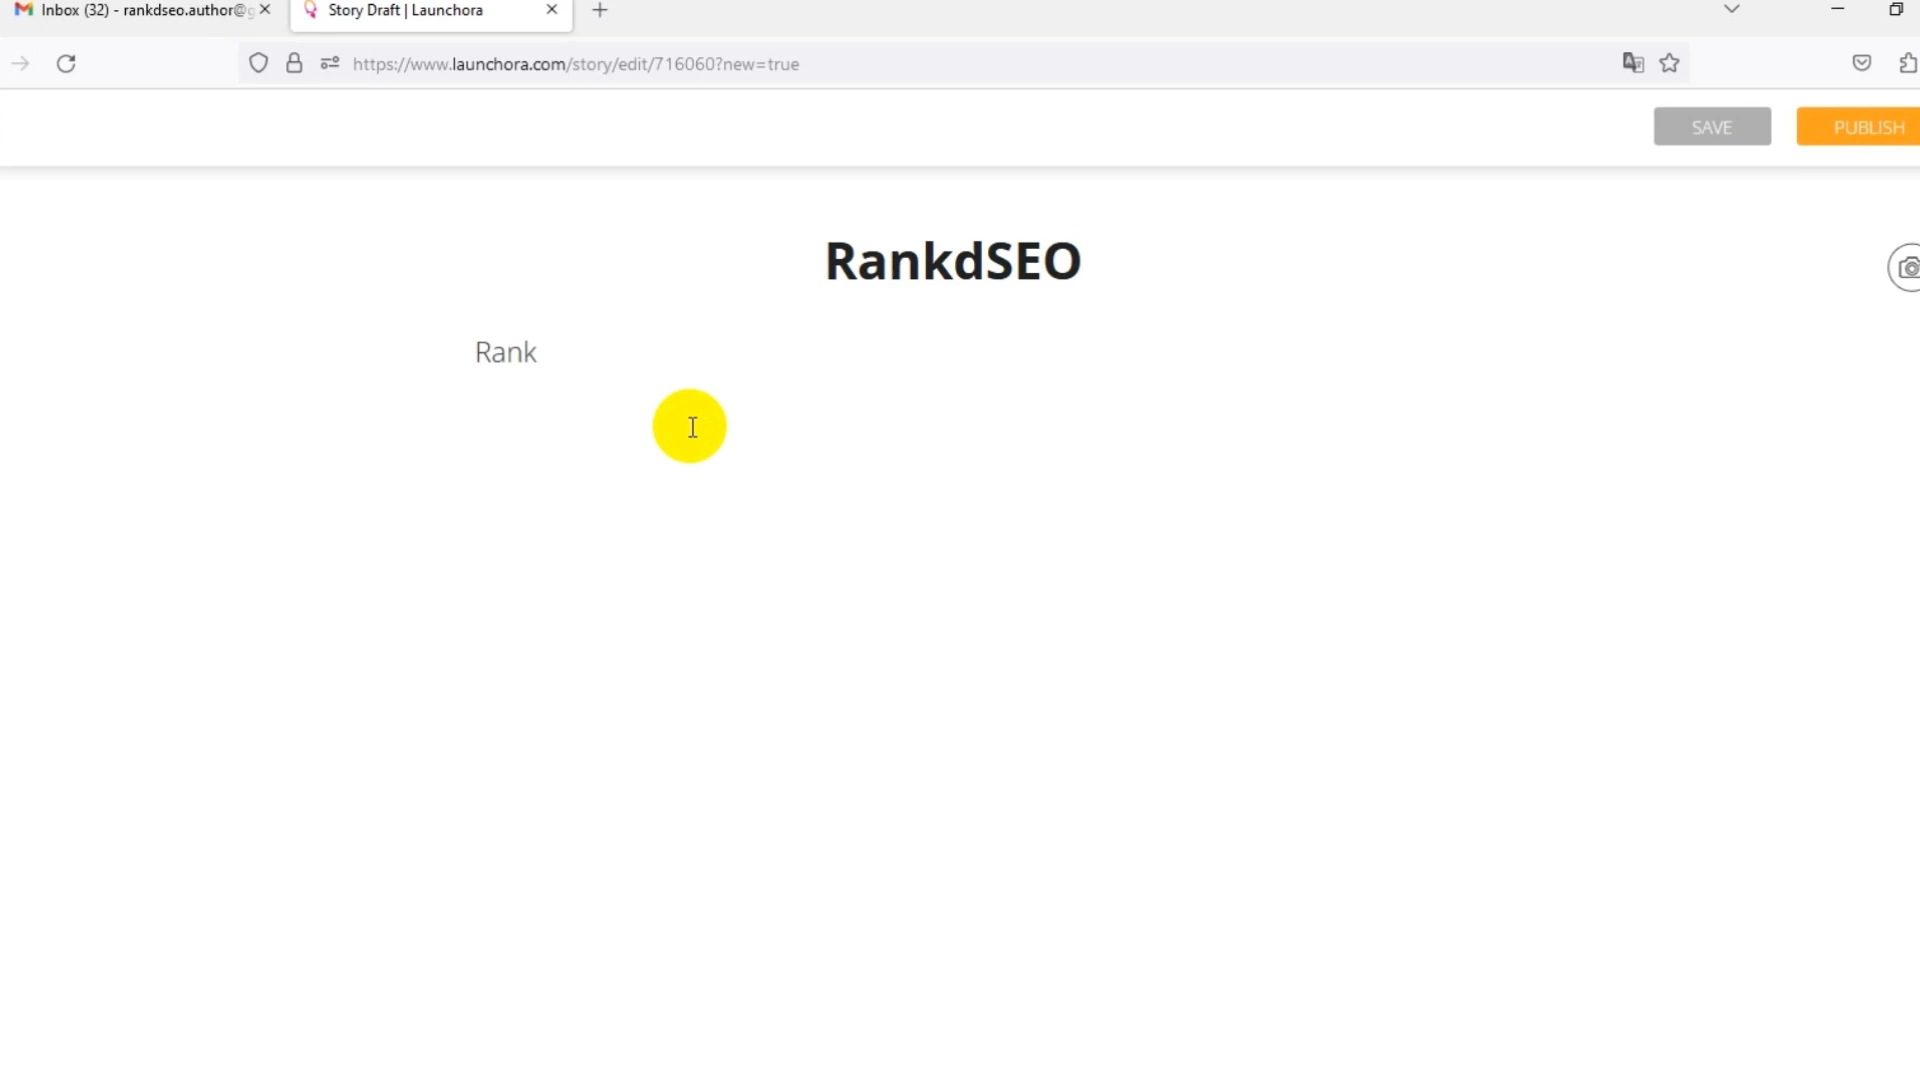 Inbox (32) - rankdseo.author@g
Story Draft | Launchora
https://www.launchora.com/story/edit/716060?new=true
SAVE
PUBLISH
RankdSEO
Rank